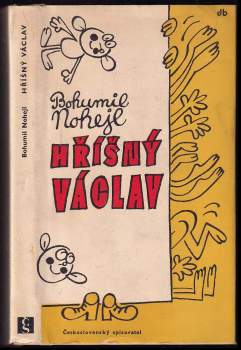 Bohumil Nohejl HŘÍŠNÝ VÁCLAV
db
Bohumil
Nohejl
HŘÍŠNÝ
VÁCLAV
Československý spisovatel